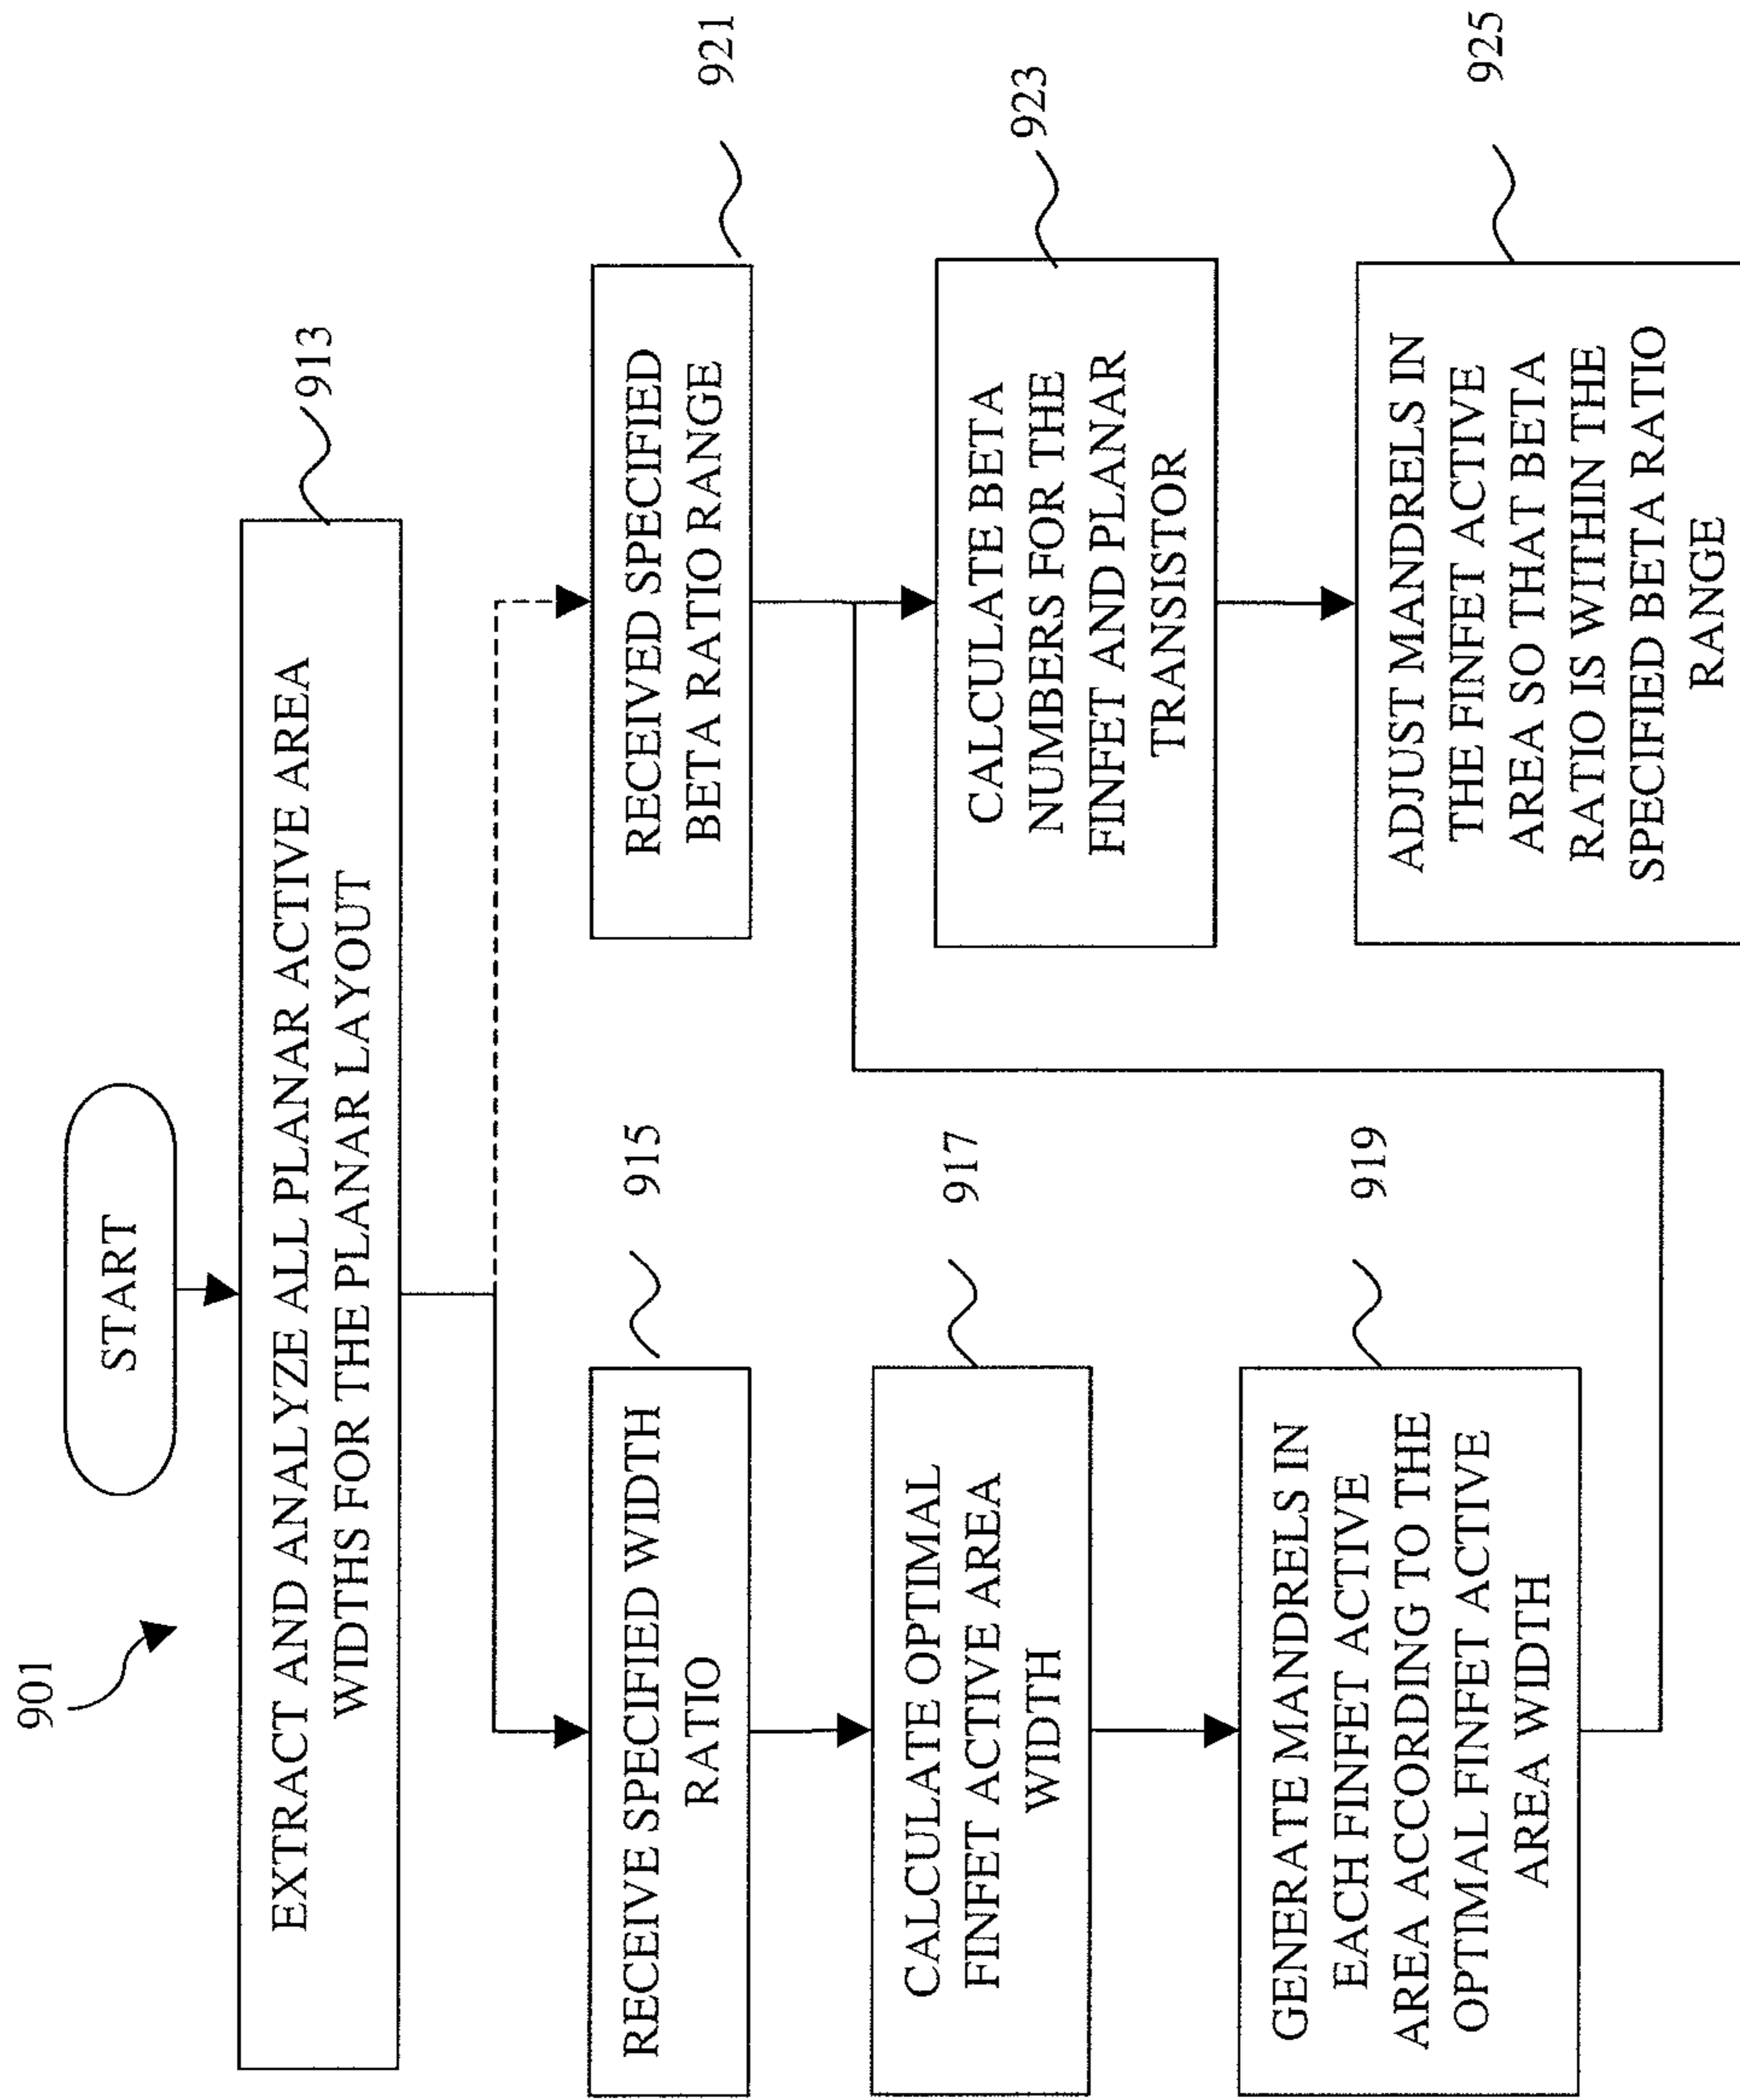 901
START
EXTRACT AND ANALYZE ALL PLANAR ACTIVE AREA
WIDTHS FOR THE PLANAR LAYOUT
913
RECEIVE SPECIFIED WIDTH
RATIO
915
CALCULATE OPTIMAL
FINFET ACTIVE AREA
WIDTH
917
GENERATE MANDRELS IN
EACH FINFET ACTIVE
AREA ACCORDING TO THE
OPTIMAL FINFET ACTIVE
AREA WIDTH
919
RECEIVED SPECIFIED
BETA RATIO RANGE
921
CALCULATE BETA
NUMBERS FOR THE
FINFET AND PLANAR
TRANSISTOR
923
ADJUST MANDRELS IN
THE FINFET ACTIVE
AREA SO THAT BETA
RATIO IS WITHIN THE
SPECIFIED BETA RATIO
RANGE
925